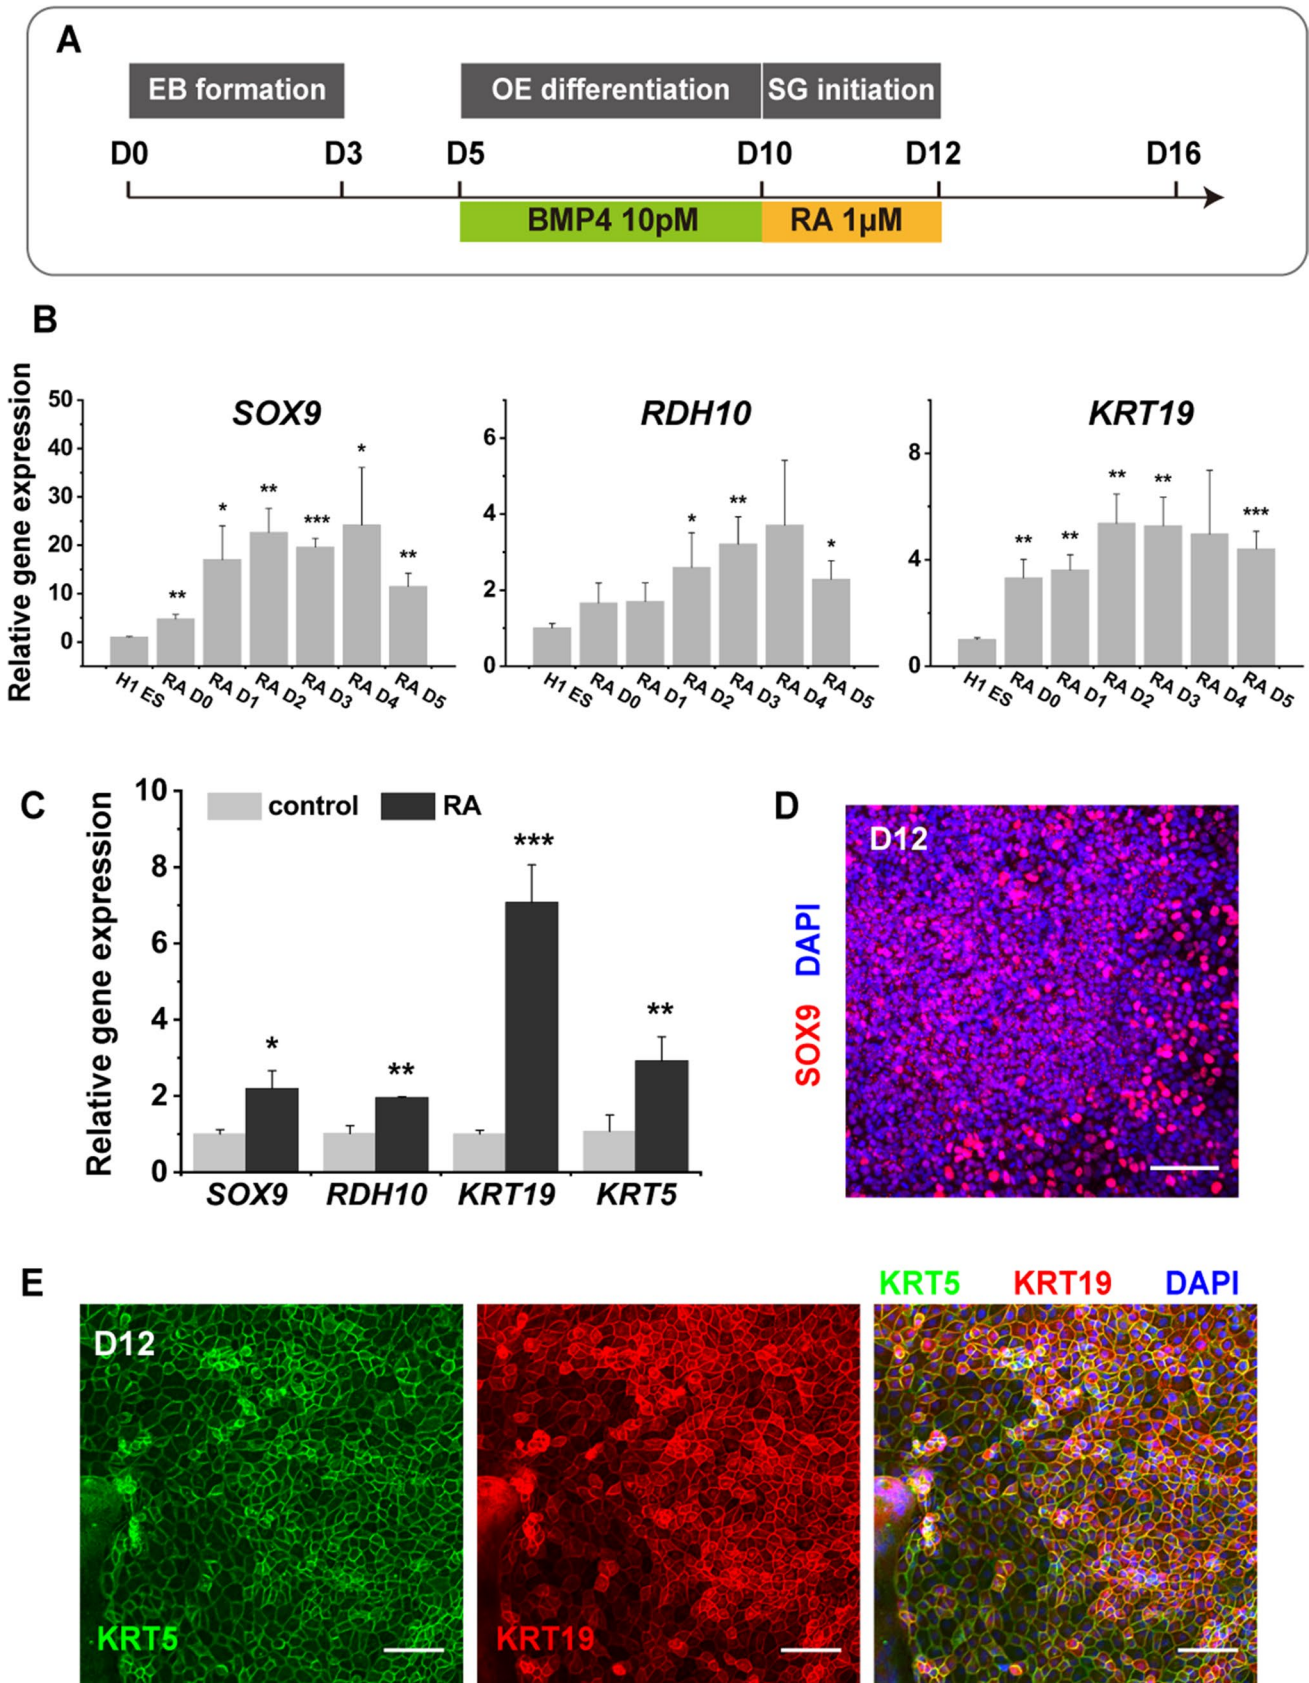 A
EB formation OE differentiation SG initiation
D0 D3 D5 D10 D12 D16
BMP4 10pM RA 1µM
B
Relative gene expression
SOX9
50
40
30
20
10
0
** * ** *** * **
H1 ES RA D0 RA D1 RA D2 RA D3 RA D4 RA D5
RDH10
6
4
2
0
* ** *
H1 ES RA D0 RA D1 RA D2 RA D3 RA D4 RA D5
KRT19
8
4
0
** ** ** ** ***
H1 ES RA D0 RA D1 RA D2 RA D3 RA D4 RA D5
C
Relative gene expression
10
8
6
4
2
0
control RA
* ** *** **
SOX9 RDH10 KRT19 KRT5
D
SOX9 DAPI
D12
E
KRT5 KRT19 DAPI
D12
KRT5
KRT19